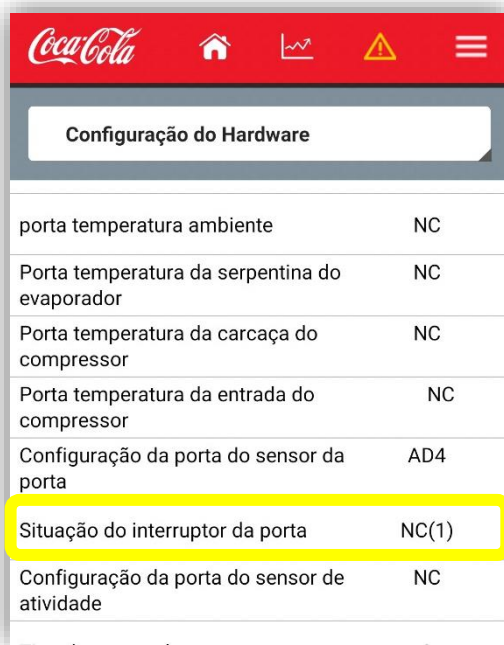 Coca-Cola
Configuração do Hardware
porta temperatura ambiente NC
Porta temperatura da serpentina do NC
evaporador
Porta temperatura da carcaça do NC
compressor
Porta temperatura da entrada do NC
compressor
Configuração da porta do sensor da AD4
porta
Situação do interruptor da porta NC(1)
Configuração da porta do sensor de NC
atividade